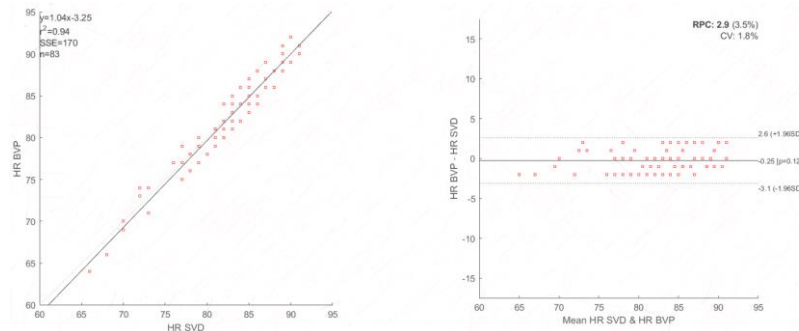 y=1.04x-3.25
r²=0.94
SSE=170
n=83
95
90
85
80
75
70
65
60
HR BVP
60 65 70 75 80 85 90 95
HR SVD
RPC: 2.9 (3.5%)
CV: 1.8%
15
10
5
0
-5
-10
-15
HR BVP - HR SVD
2.6 (+1.96SD
-0.25 [p=0.12
-3.1 (-1.96SD
65 70 75 80 85 90 95
Mean HR SVD & HR BVP